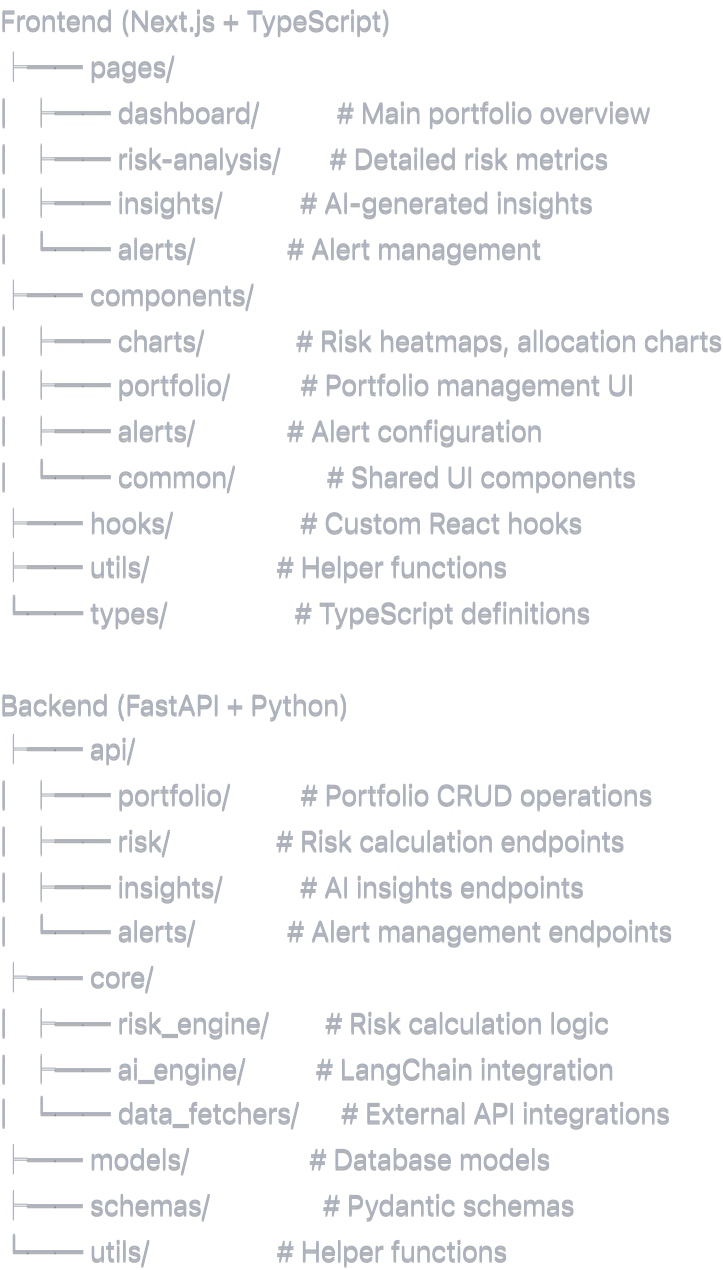 Frontend (Next.js + TypeScript)
├── pages/
│   ├── dashboard/          # Main portfolio overview
│   ├── risk-analysis/      # Detailed risk metrics
│   ├── insights/           # AI-generated insights
│   └── alerts/             # Alert management
├── components/
│   ├── charts/             # Risk heatmaps, allocation charts
│   ├── portfolio/          # Portfolio management UI
│   ├── alerts/             # Alert configuration
│   └── common/             # Shared UI components
├── hooks/                  # Custom React hooks
├── utils/                  # Helper functions
└── types/                  # TypeScript definitions

Backend (FastAPI + Python)
├── api/
│   ├── portfolio/          # Portfolio CRUD operations
│   ├── risk/               # Risk calculation endpoints
│   ├── insights/           # AI insights endpoints
│   └── alerts/             # Alert management endpoints
├── core/
│   ├── risk_engine/        # Risk calculation logic
│   ├── ai_engine/          # LangChain integration
│   └── data_fetchers/      # External API integrations
├── models/                 # Database models
├── schemas/                # Pydantic schemas
└── utils/                  # Helper functions